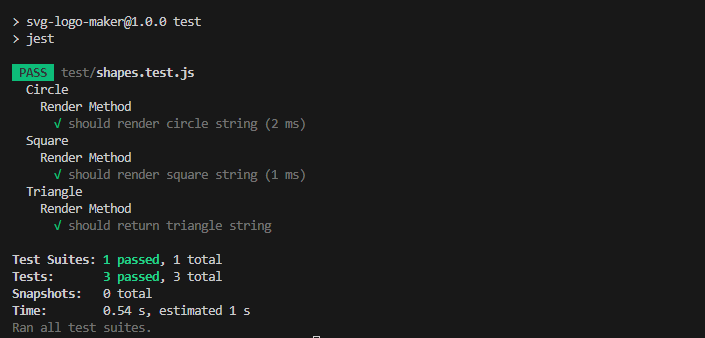 > svg-logo-maker@1.0.0 test
> jest
PASS test/shapes.test.js
Circle
Render Method
√ should render circle string (2 ms)
Square
Render Method
√ should render square string (1 ms)
Triangle
Render Method
√ should return triangle string
Test Suites: 1 passed, 1 total
Tests: 3 passed, 3 total
Snapshots: 0 total
Time: 0.54 s, estimated 1 s
Ran all test suites.